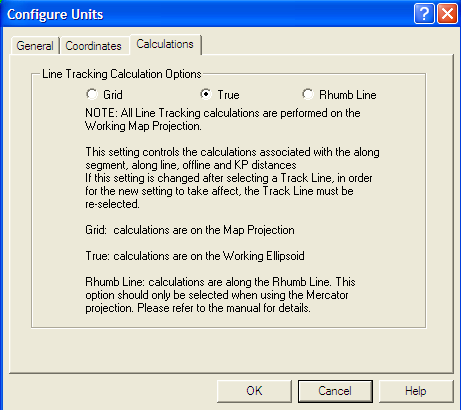 Configure Units
General
Coordinates
Calculations
Line Tracking Calculation Options
Grid
True
Rhumb Line
NOTE: All Line Tracking calculations are performed on the
Working Map Projection.
This setting controls the calculations associated with the along
segment, along line, offline and KP distances
If this setting is changed after selecting a Track Line, in order
for the new setting to take affect, the Track Line must be
re-selected.
Grid: calculations are on the Map Projection
True: calculations are on the Working Ellipsoid
Rhumb Line: calculations are along the Rhumb Line. This
option should only be selected when using the Mercator
projection. Please refer to the manual for details.
OK
Cancel
Help